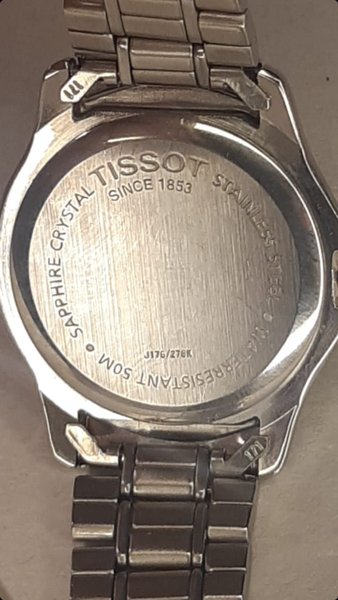 TISSOT
SINCE 1853
STAINLESS STEEL • WATERRESISTANT 50M • SAPPHIRE CRYSTAL
J176/276K